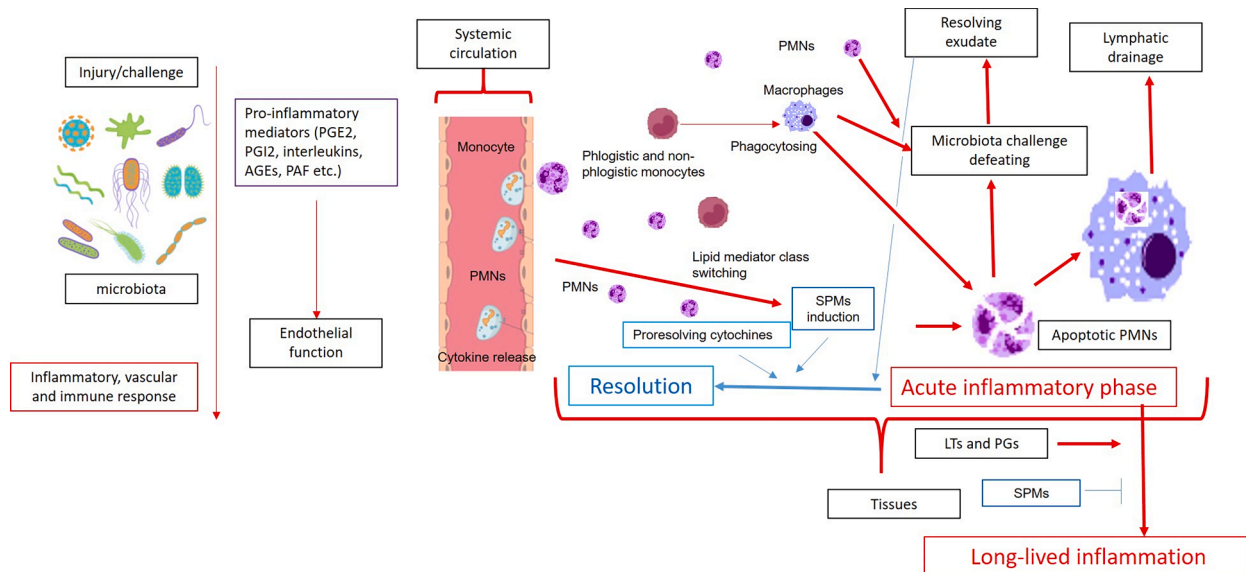 Injury/challenge
microbiota
Inflammatory, vascular
and immune response
Pro-inflammatory
mediators (PGE2,
PGI2, interleukins,
AGEs, PAF etc.)
Endothelial
function
Systemic
circulation
Monocyte
PMNs
Cytokine release
PMNs
Macrophages
Phagocytosing
Phlogistic and non-
phlogistic monocytes
Lipid mediator class
switching
PMNs
SPMs
induction
Proresolving cytochines
Resolution
Resolving
exudate
Lymphatic
drainage
Microbiota challenge
defeating
Apoptotic PMNs
Acute inflammatory phase
LTs and PGs
SPMs
Tissues
Long-lived inflammation